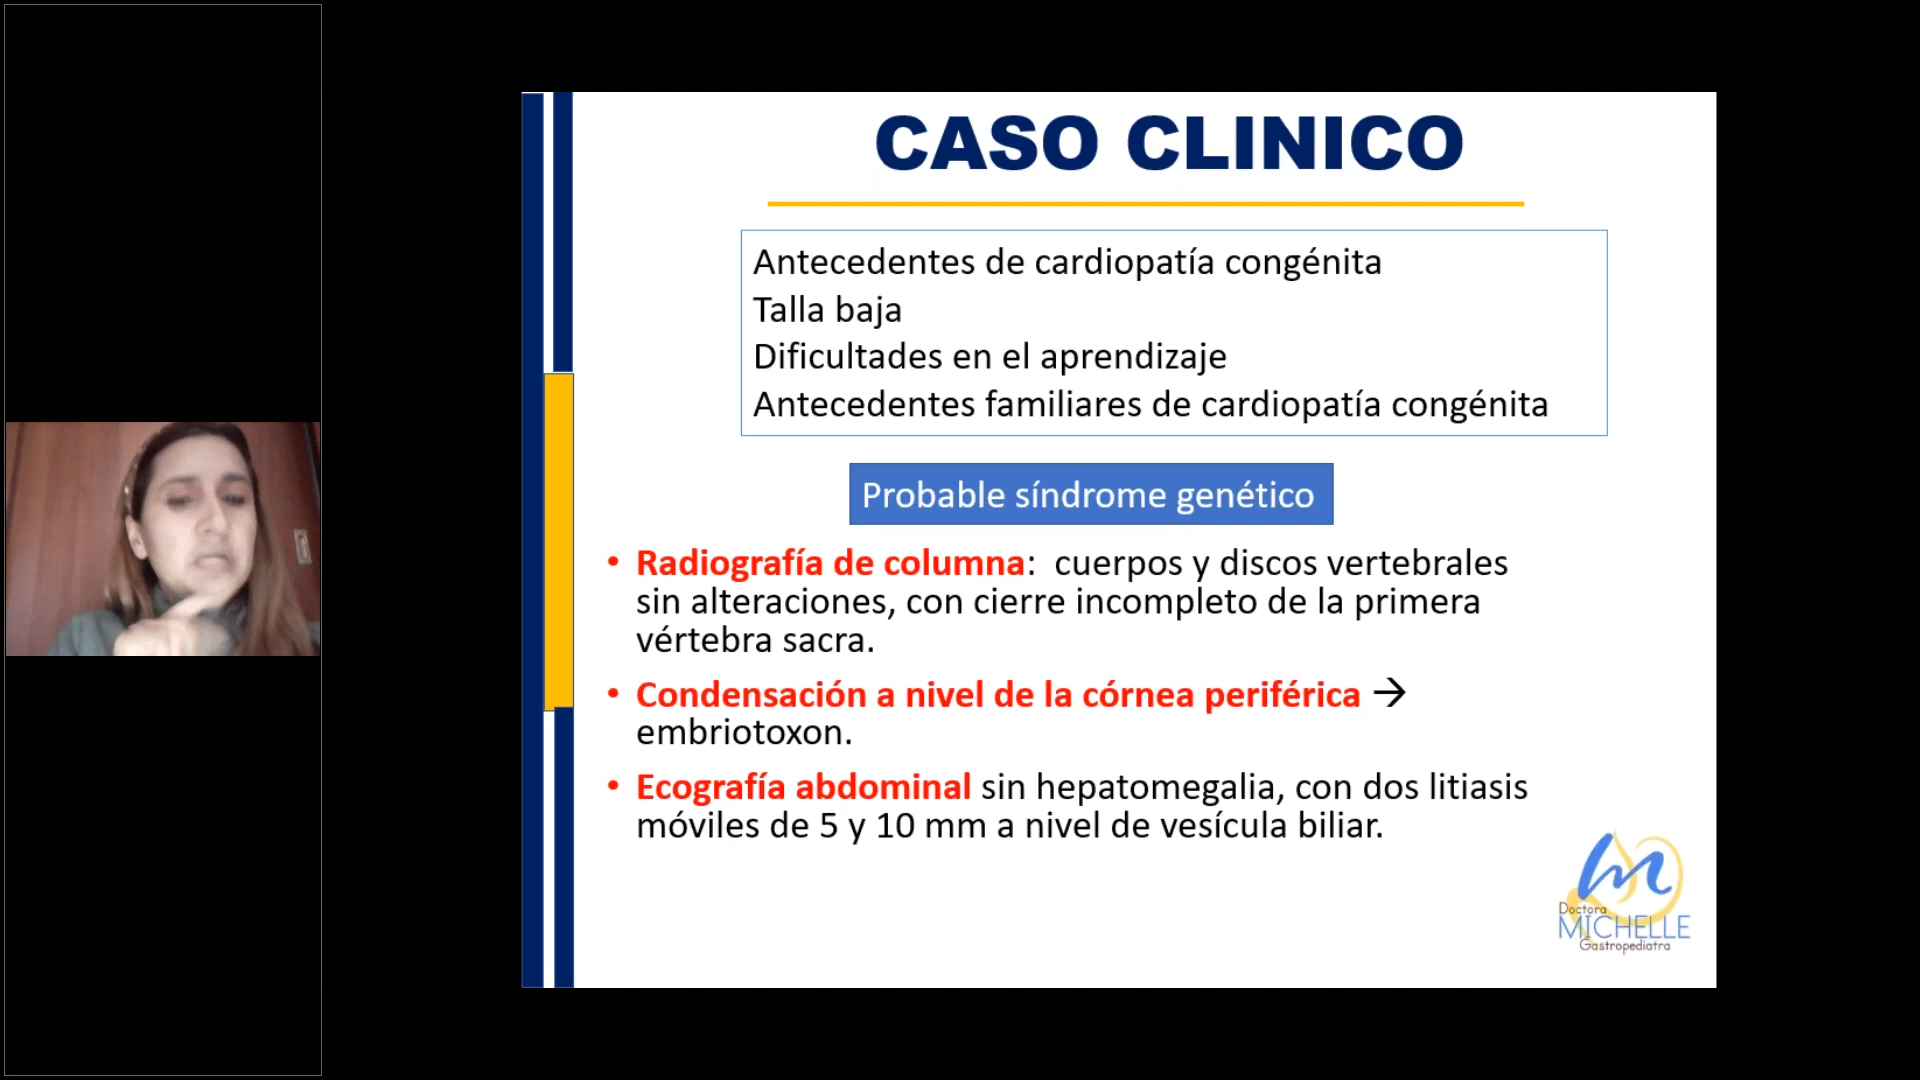 CASO CLINICO
Antecedentes de cardiopatía congénita
Talla baja
Dificultades en el aprendizaje
Antecedentes familiares de cardiopatía congénita
Probable síndrome genético
• Radiografía de columna: cuerpos y discos vertebrales
sin alteraciones, con cierre incompleto de la primera
vértebra sacra.
• Condensación a nivel de la córnea periférica →
embriotoxon.
• Ecografía abdominal sin hepatomegalia, con dos litiasis
móviles de 5 y 10 mm a nivel de vesícula biliar.
m
Doctora
MICHELLE
Gastropediatra